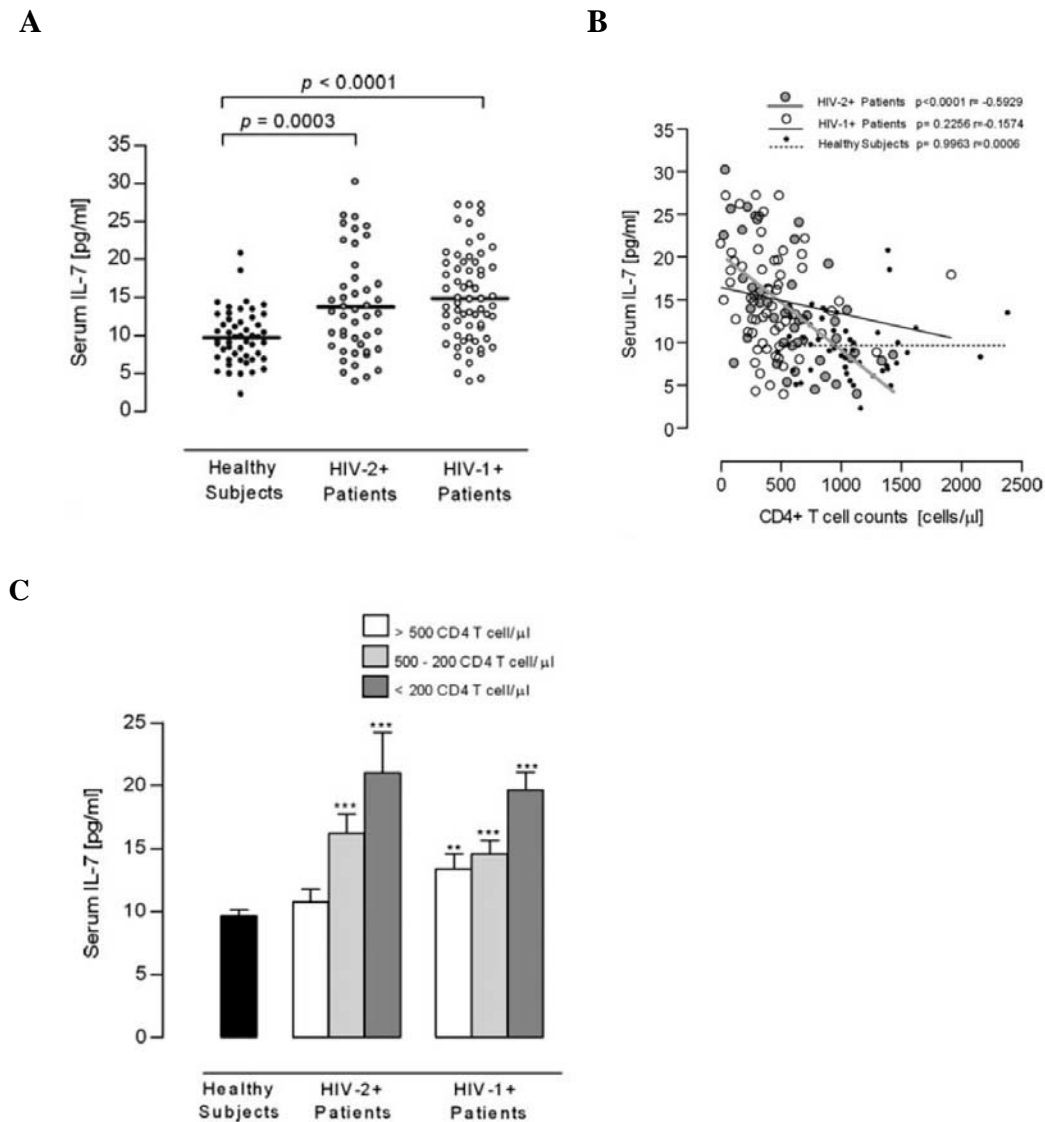 A
p < 0.0001
p = 0.0003
Serum IL-7 [pg/ml]
35
30
25
20
15
10
5
0
Healthy Subjects
HIV-2+ Patients
HIV-1+ Patients
B
HIV-2+ Patients p<0.0001 r= -0.5929
HIV-1+ Patients p= 0.2256 r=-0.1574
Healthy Subjects p= 0.9963 r=0.0006
Serum IL-7 [pg/ml]
35
30
25
20
15
10
5
0
0 500 1000 1500 2000 2500
CD4+ T cell counts [cells/μl]
C
> 500 CD4 T cell/μl
500 - 200 CD4 T cell/μl
< 200 CD4 T cell/μl
Serum IL-7 [pg/ml]
25
20
15
10
5
0
***
***
**
***
***
Healthy Subjects
HIV-2+ Patients
HIV-1+ Patients